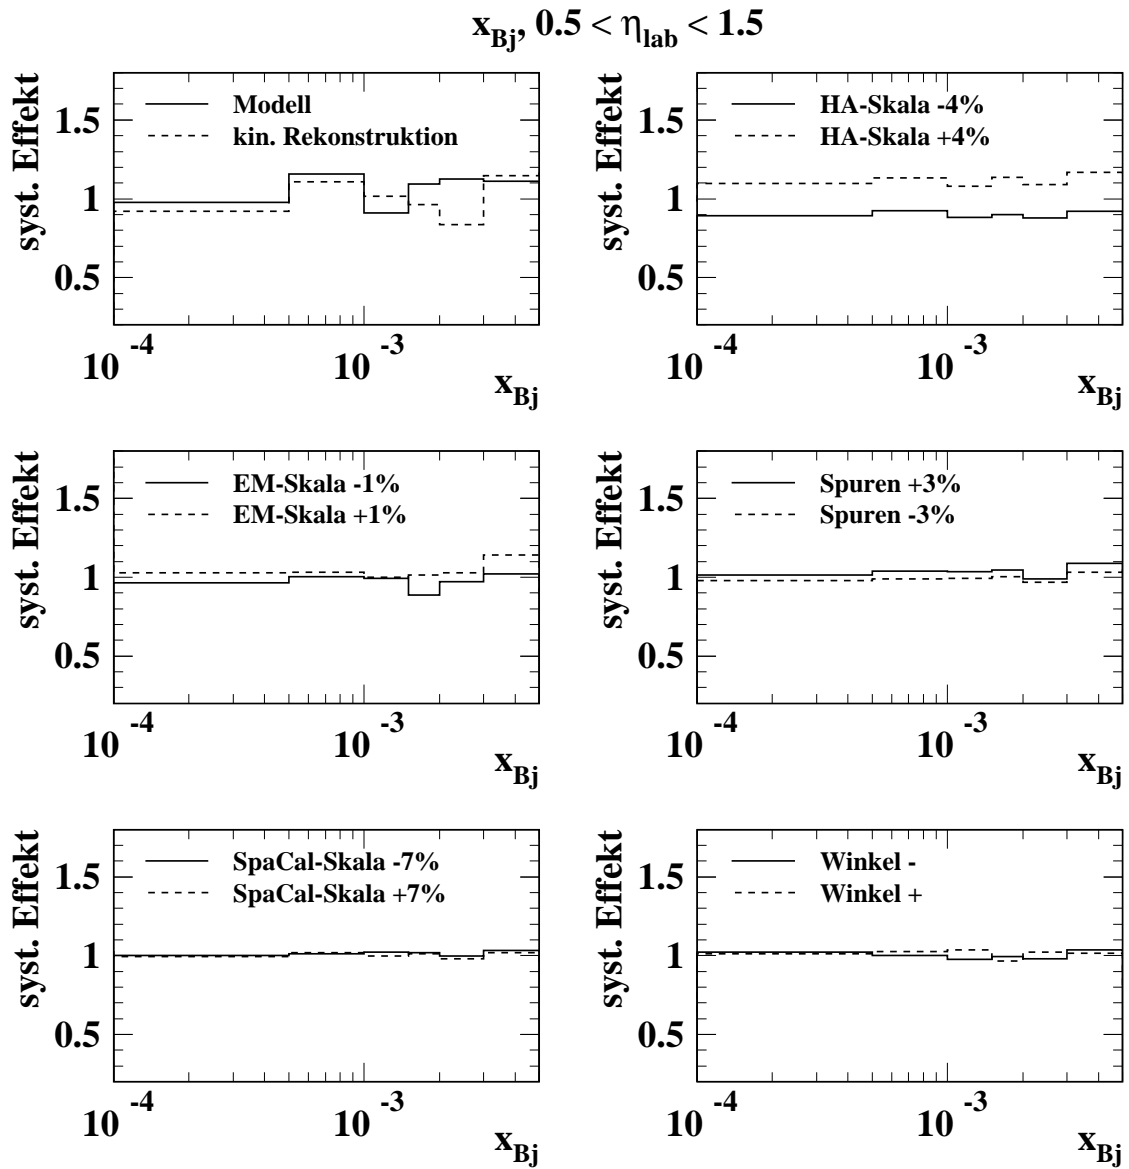 x_Bj, 0.5 < η_lab < 1.5
syst. Effekt
Modell
kin. Rekonstruktion
1.5
1
0.5
10^-4
10^-3
x_Bj
syst. Effekt
HA-Skala -4%
HA-Skala +4%
1.5
1
0.5
10^-4
10^-3
x_Bj
syst. Effekt
EM-Skala -1%
EM-Skala +1%
1.5
1
0.5
10^-4
10^-3
x_Bj
syst. Effekt
Spuren +3%
Spuren -3%
1.5
1
0.5
10^-4
10^-3
x_Bj
syst. Effekt
SpaCal-Skala -7%
SpaCal-Skala +7%
1.5
1
0.5
10^-4
10^-3
x_Bj
syst. Effekt
Winkel -
Winkel +
1.5
1
0.5
10^-4
10^-3
x_Bj